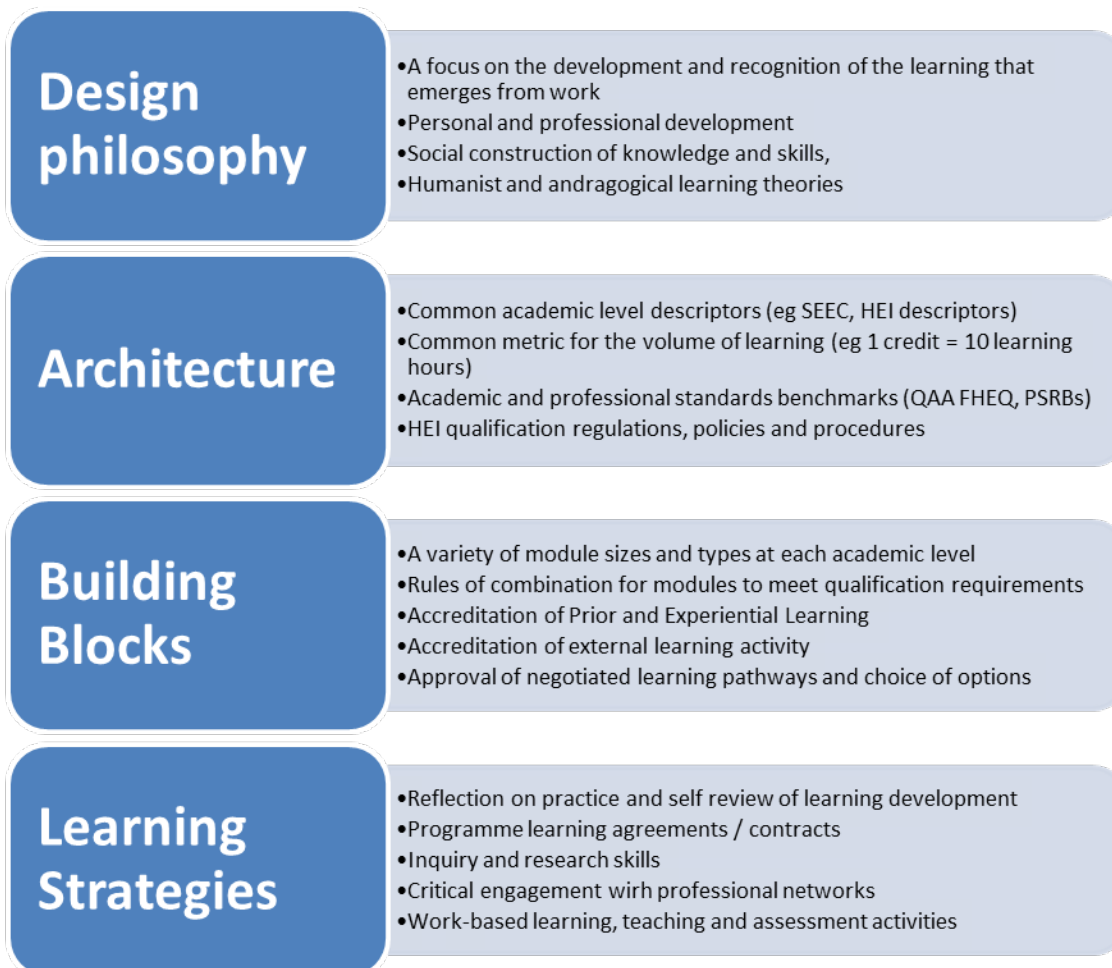 Design
philosophy
•A focus on the development and recognition of the learning that
emerges from work
•Personal and professional development
•Social construction of knowledge and skills,
•Humanist and andragogical learning theories
Architecture
•Common academic level descriptors (eg SEEC, HEI descriptors)
•Common metric for the volume of learning (eg 1 credit = 10 learning
hours)
•Academic and professional standards benchmarks (QAA FHEQ, PSRBs)
•HEI qualification regulations, policies and procedures
Building
Blocks
•A variety of module sizes and types at each academic level
•Rules of combination for modules to meet qualification requirements
•Accreditation of Prior and Experiential Learning
•Accreditation of external learning activity
•Approval of negotiated learning pathways and choice of options
Learning
Strategies
•Reflection on practice and self review of learning development
•Programme learning agreements / contracts
•Inquiry and research skills
•Critical engagement wirh professional networks
•Work-based learning, teaching and assessment activities